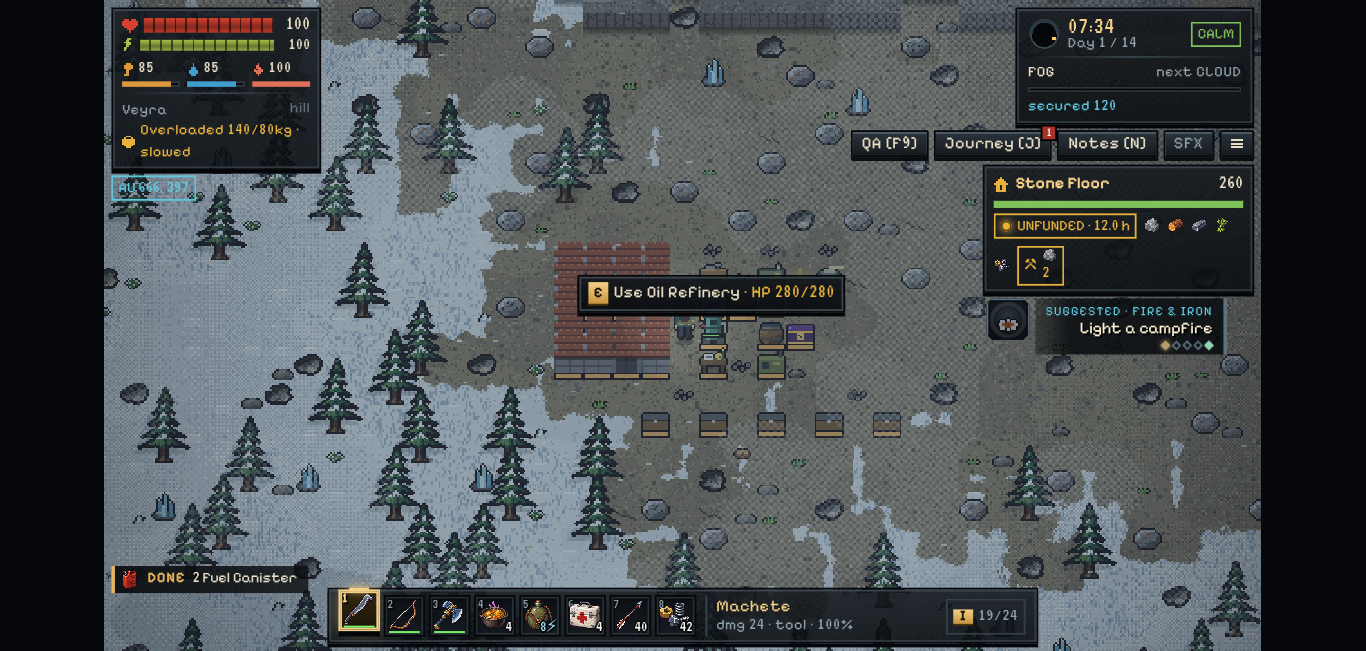 100
100
85 85 100
Veyra hill
Overloaded 140/80kg ·
slowed
AU 666, 397
07:34
Day 1 / 14
CALM
FOG next CLOUD
secured 120
QA (F9)
Journey (J)
1
Notes (N)
SFX
Stone Floor 260
UNFUNDED · 12.0 h
2
SUGGESTED · FIRE & IRON
Light a campfire
E Use Oil Refinery · HP 280/280
DONE 2 Fuel Canister
1 2 3 4 5 6 7 8
4 8 4 40 42
Machete
dmg 24 · tool · 100%
I 19/24